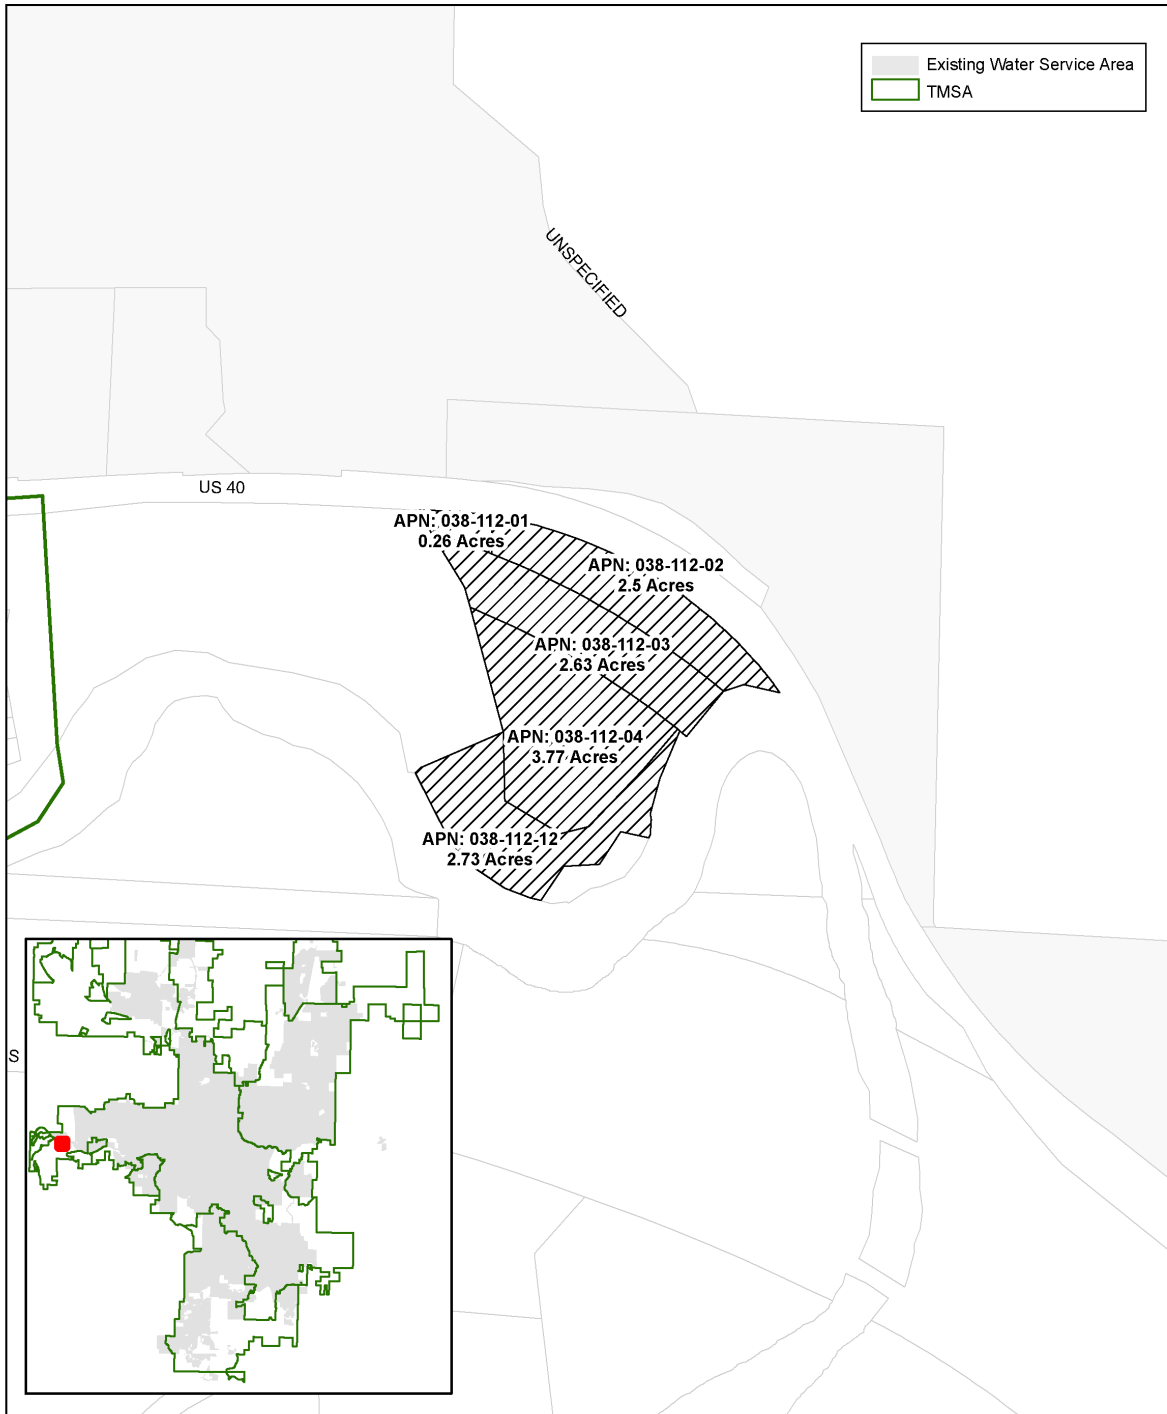 Existing Water Service Area
TMSA
UNSPECIFIED
US 40
APN: 038-112-01
0.26 Acres
APN: 038-112-02
2.5 Acres
APN: 038-112-03
2.63 Acres
APN: 038-112-04
3.77 Acres
APN: 038-112-12
2.73 Acres
S